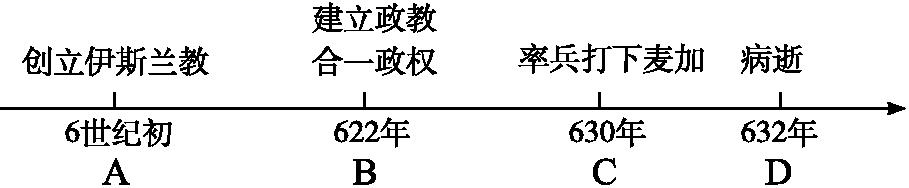 建立政教
创立伊斯兰教 合一政权 率兵打下麦加 病逝
6世纪初 622年 630年 632年
A B C D